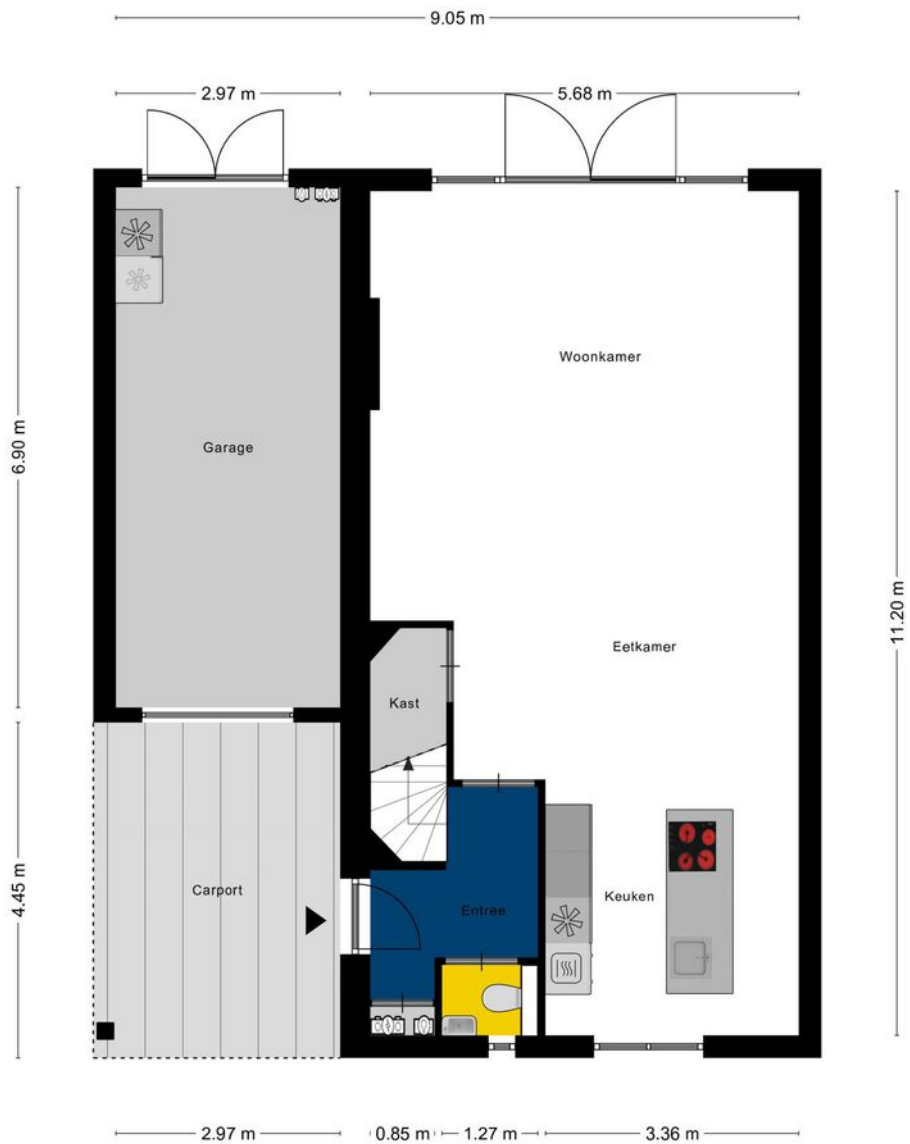 9.05 m
2.97 m
5.68 m
Woonkamer
Garage
6.90 m
11.20 m
Eetkamer
Kast
Carport
4.45 m
Keuken
Entree
2.97 m
0.85 m
1.27 m
3.36 m